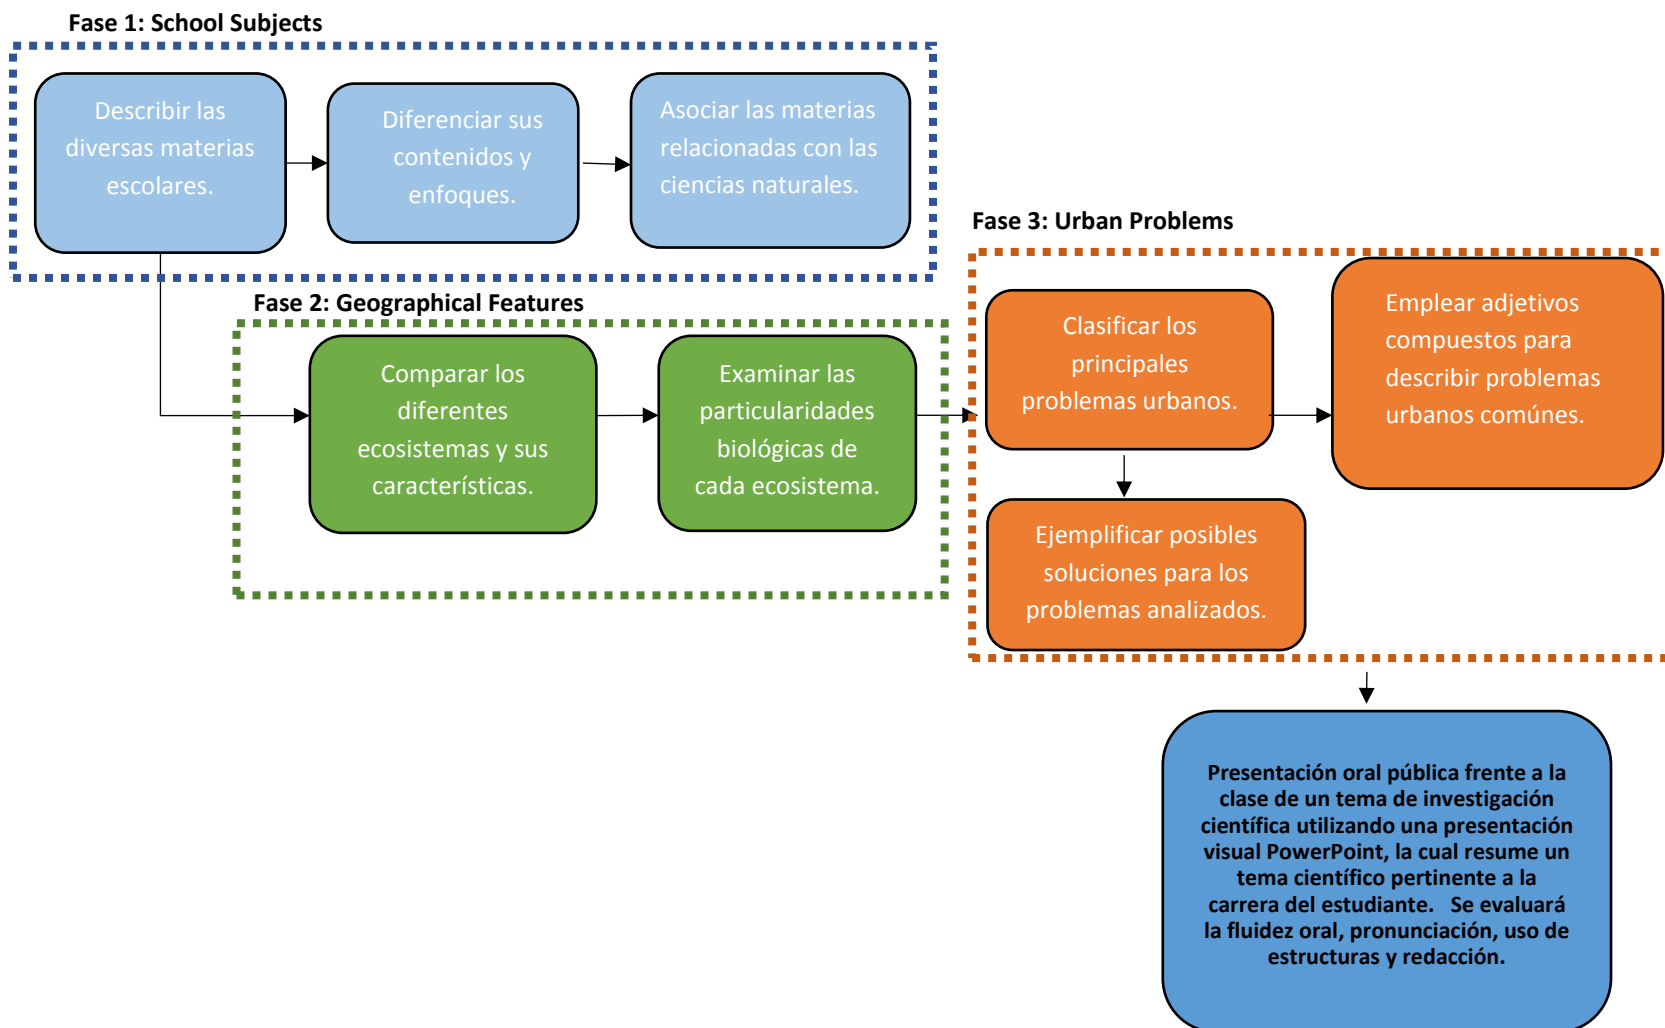 Fase 1: School Subjects
Describir las
diversas materias
escolares.
Diferenciar sus
contenidos y
enfoques.
Asociar las materias
relacionadas con las
ciencias naturales.
Fase 2: Geographical Features
Comparar los
diferentes
ecosistemas y sus
características.
Examinar las
particularidades
biológicas de
cada ecosistema.
Fase 3: Urban Problems
Clasificar los
principales
problemas urbanos.
Emplear adjetivos
compuestos para
describir problemas
urbanos comúnes.
Ejemplificar posibles
soluciones para los
problemas analizados.
Presentación oral pública frente a la
clase de un tema de investigación
científica utilizando una presentación
visual PowerPoint, la cual resume un
tema científico pertinente a la
carrera del estudiante. Se evaluará
la fluidez oral, pronunciación, uso de
estructuras y redacción.